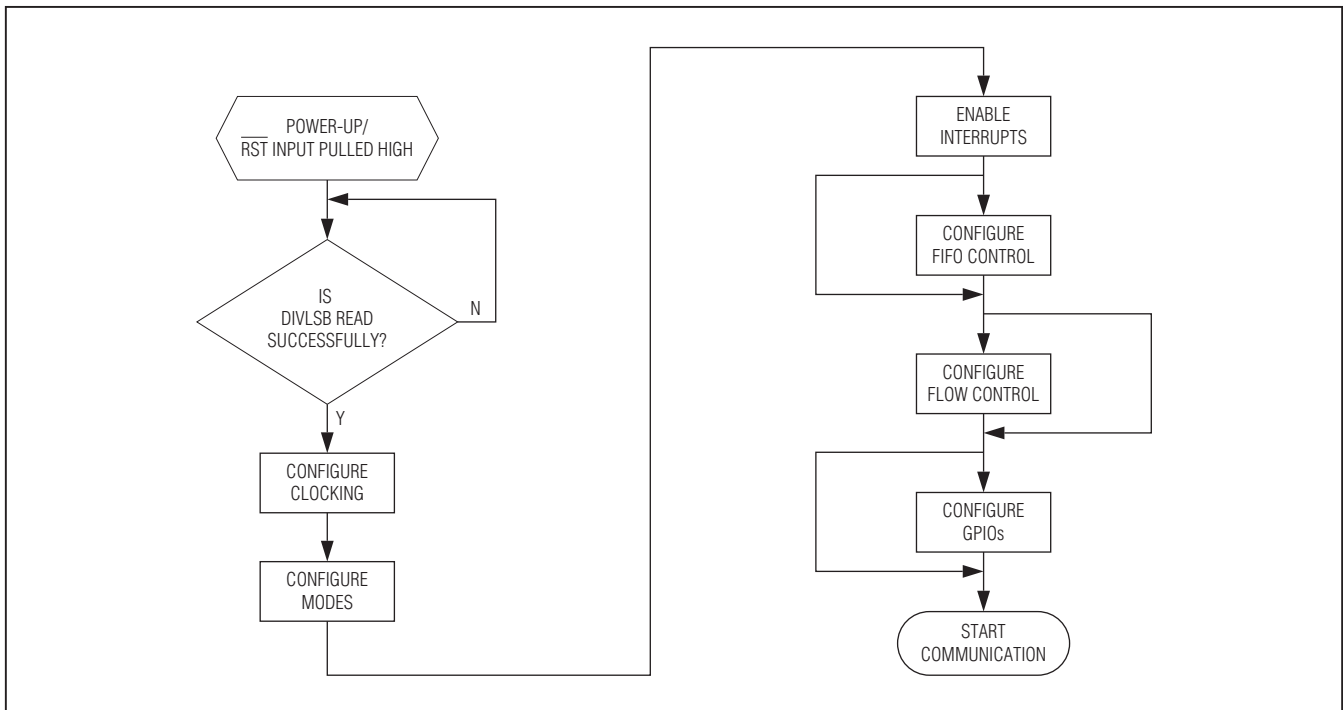 POWER-UP/
RST INPUT PULLED HIGH
IS
DIVLSB READ
SUCCESSFULLY?
N
Y
CONFIGURE
CLOCKING
CONFIGURE
MODES
ENABLE
INTERRUPTS
CONFIGURE
FIFO CONTROL
CONFIGURE
FLOW CONTROL
CONFIGURE
GPIOs
START
COMMUNICATION